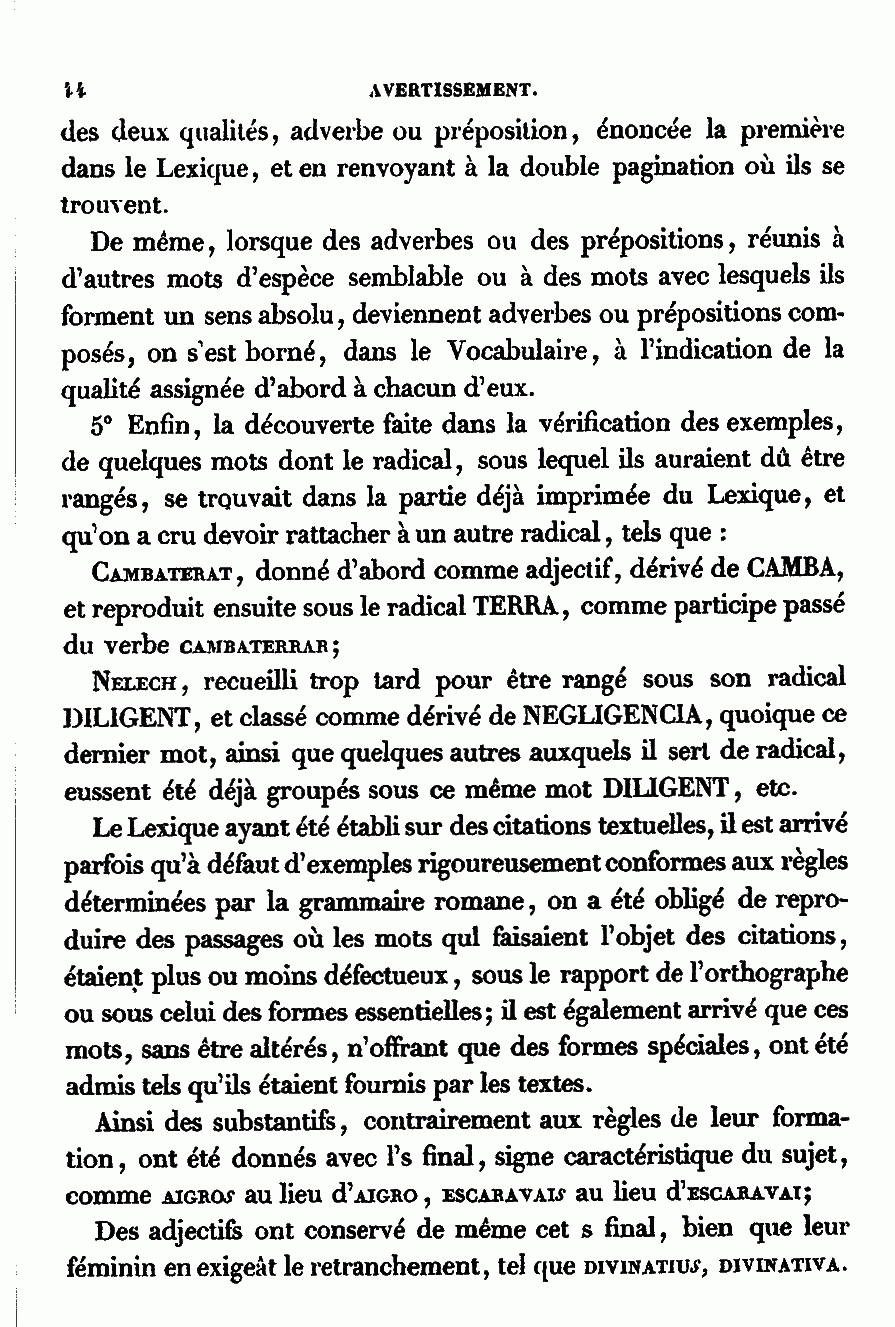 14 AVERTISSEMENT.
des deux qualités, adverbe ou préposition, énoncée la première
dans le Lexique, et en renvoyant à la double pagination où ils se
trouvent.
De même, lorsque des adverbes ou des prépositions, réunis à
d'autres mots d'espèce semblable ou à des mots avec lesquels ils
forment un sens absolu, deviennent adverbes ou prépositions com-
posés, on s'est borné, dans le Vocabulaire, à l'indication de la
qualité assignée d'abord à chacun d'eux.
5° Enfin, la découverte faite dans la vérification des exemples,
de quelques mots dont le radical, sous lequel ils auraient dû être
rangés, se trouvait dans la partie déjà imprimée du Lexique, et
qu'on a cru devoir rattacher à un autre radical, tels que :
CAMBATERAT, donné d'abord comme adjectif, dérivé de CAMBA,
et reproduit ensuite sous le radical TERRA, comme participe passé
du verbe CAMBATERRAR;
NELECH, recueilli trop tard pour être rangé sous son radical
DILIGENT, et classé comme dérivé de NEGLIGENCIA, quoique ce
dernier mot, ainsi que quelques autres auxquels il sert de radical,
eussent été déjà groupés sous ce même mot DILIGENT, etc.
Le Lexique ayant été établi sur des citations textuelles, il est arrivé
parfois qu'à défaut d'exemples rigoureusement conformes aux règles
déterminées par la grammaire romane, on a été obligé de repro-
duire des passages où les mots qui faisaient l'objet des citations,
étaient plus ou moins défectueux, sous le rapport de l'orthographe
ou sous celui des formes essentielles; il est également arrivé que ces
mots, sans être altérés, n'offrant que des formes spéciales, ont été
admis tels qu'ils étaient fournis par les textes.
Ainsi des substantifs, contrairement aux règles de leur forma-
tion, ont été donnés avec l's final, signe caractéristique du sujet,
comme AIGROS au lieu d'AIGRO, ESCARAVAIS au lieu d'ESCARAVAI;
Des adjectifs ont conservé de même cet s final, bien que leur
féminin en exigeât le retranchement, tel que DIVINATIUS, DIVINATIVA.